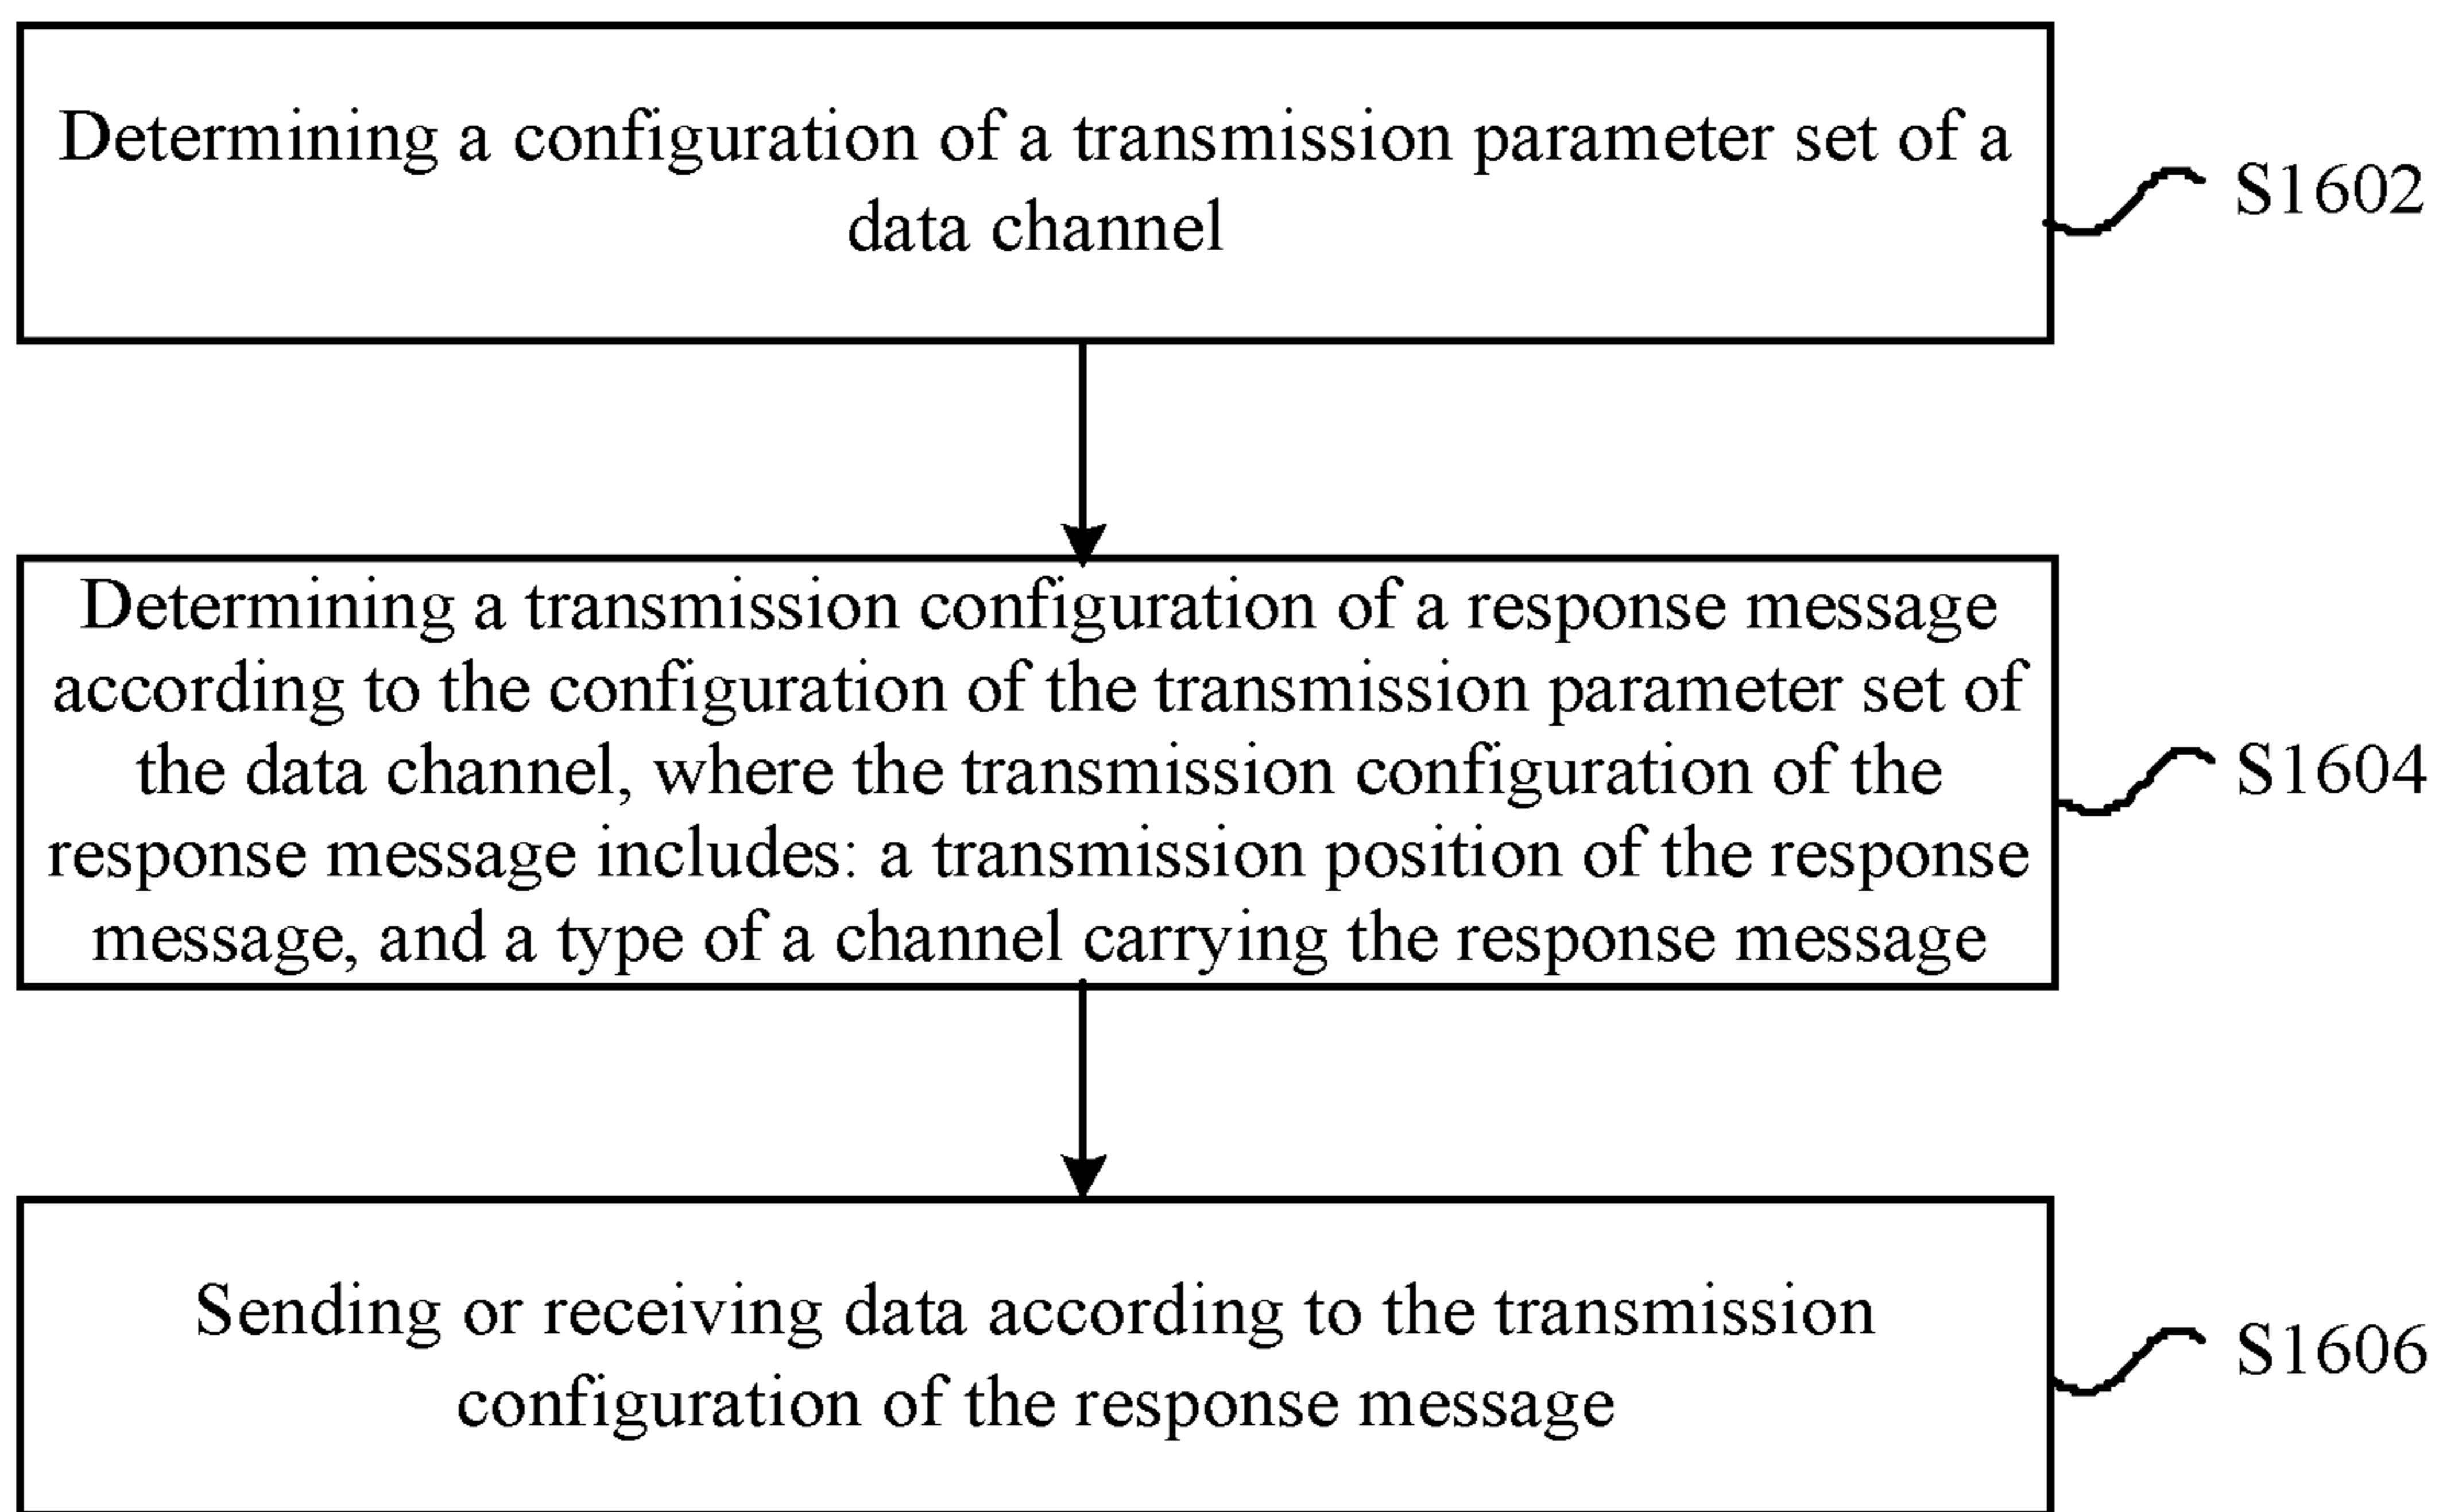 Determining a configuration of a transmission parameter set of a
data channel
S1602
Determining a transmission configuration of a response message
according to the configuration of the transmission parameter set of
the data channel, where the transmission configuration of the
response message includes: a transmission position of the response
message, and a type of a channel carrying the response message
S1604
Sending or receiving data according to the transmission
configuration of the response message
S1606